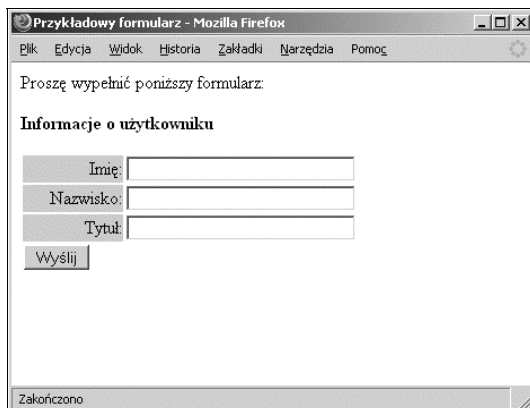 Przykładowy formularz - Mozilla Firefox
Plik Edycja Widok Historia Zakładki Narzędzia Pomoc
Proszę wypełnić poniższy formularz:
Informacje o użytkowniku
Imię:
Nazwisko:
Tytuł:
Wyślij
Zakończono